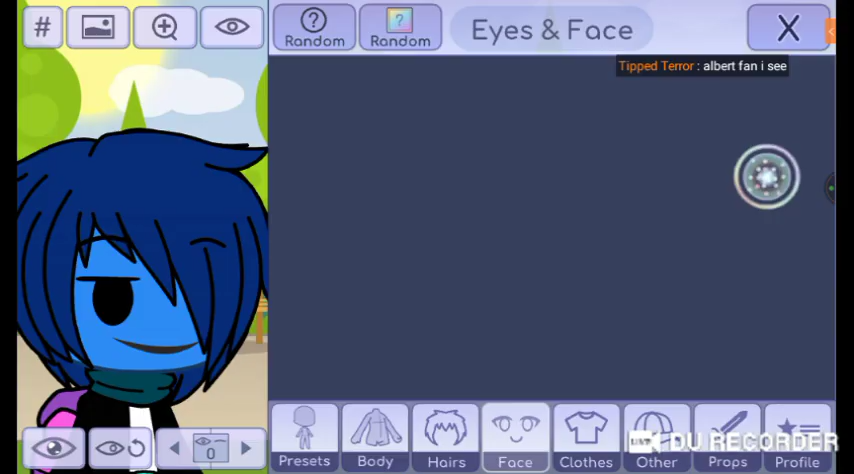 #
? Random
? Random
Eyes & Face
X
Tipped Terror : albert fan i see
0
Presets
Body
Hairs
Face
Clothes
Other
Props
Profile
LIVE DU RECORDER